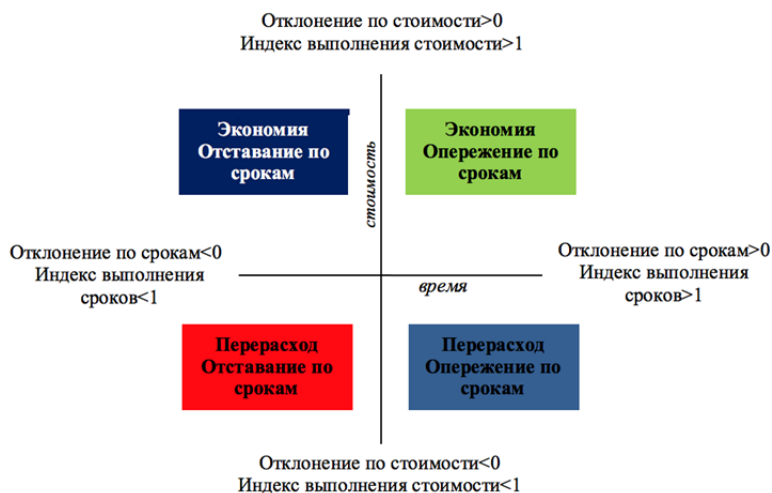 Отклонение по стоимости>0
Индекс выполнения стоимости>1
Экономия
Отставание по
срокам
Экономия
Опережение по
срокам
стоимость
Отклонение по срокам<0
Индекс выполнения
сроков<1
время
Отклонение по срокам>0
Индекс выполнения
сроков>1
Перерасход
Отставание по
срокам
Перерасход
Опережение по
срокам
Отклонение по стоимости<0
Индекс выполнения стоимости<1